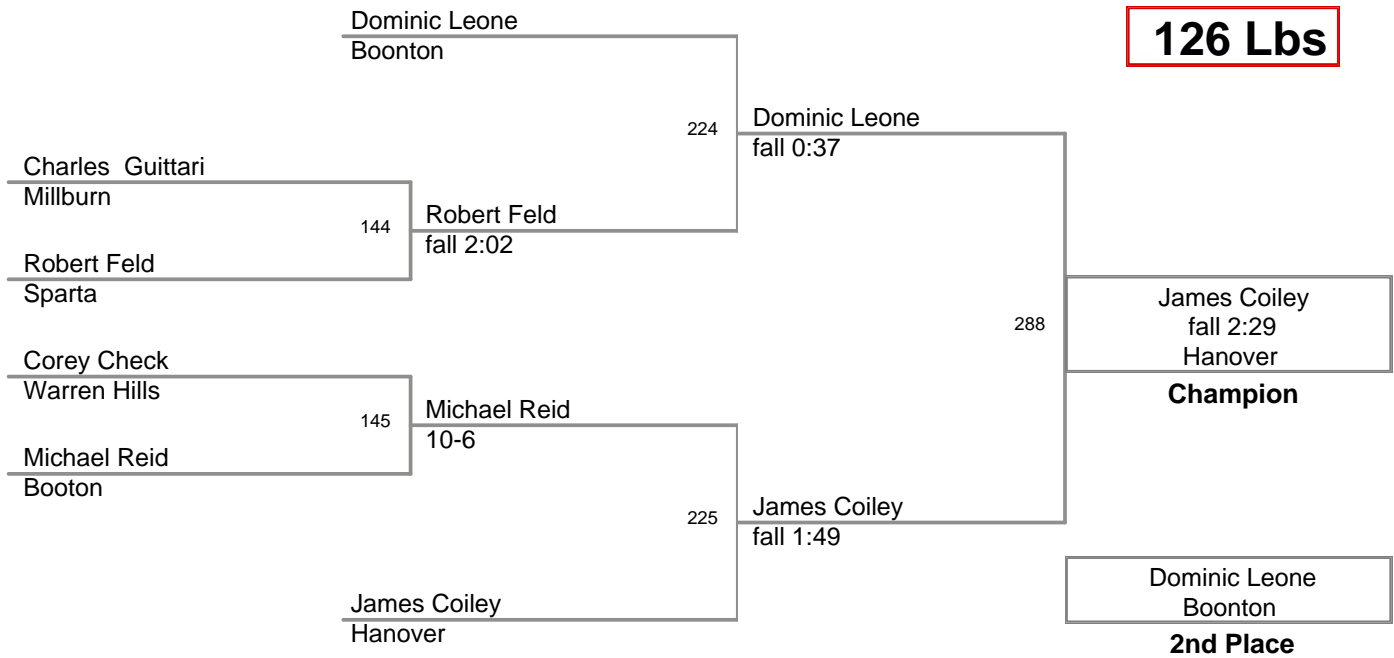 Dominic Leone
Boonton
126 Lbs
224
Dominic Leone
fall 0:37
Charles  Guittari
Millburn
144
Robert Feld
fall 2:02
Robert Feld
Sparta
288
James Coiley
fall 2:29
Hanover
Champion
Corey Check
Warren Hills
145
Michael Reid
10-6
Michael Reid
Booton
225
James Coiley
fall 1:49
James Coiley
Hanover
Dominic Leone
Boonton
2nd Place